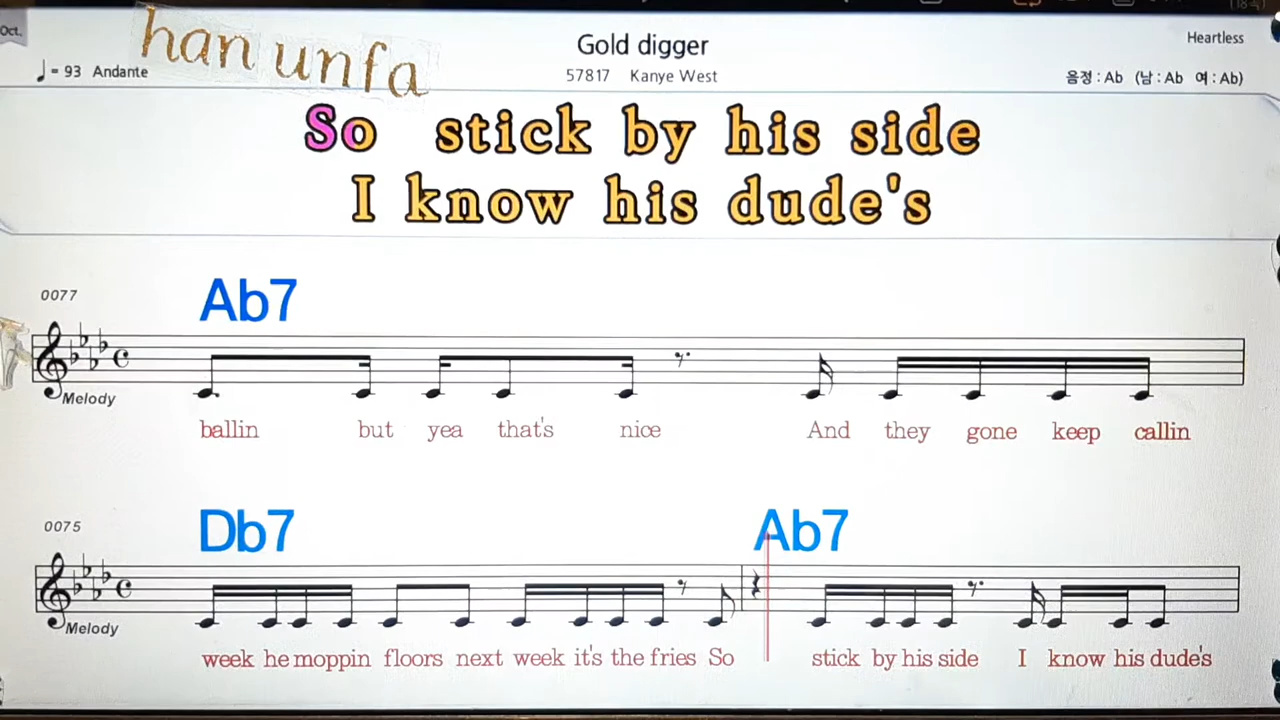 Oct.
han unfa
Gold digger
Heartless
♩ = 93 Andante
57817 Kanye West
음정 : Ab (남 : Ab 여 : Ab)
So stick by his side
I know his dude's
0077
Ab7
Melody
ballin but yea that's nice And they gone keep callin
0075
Db7 Ab7
Melody
week he moppin floors next week it's the fries So stick by his side I know his dude's